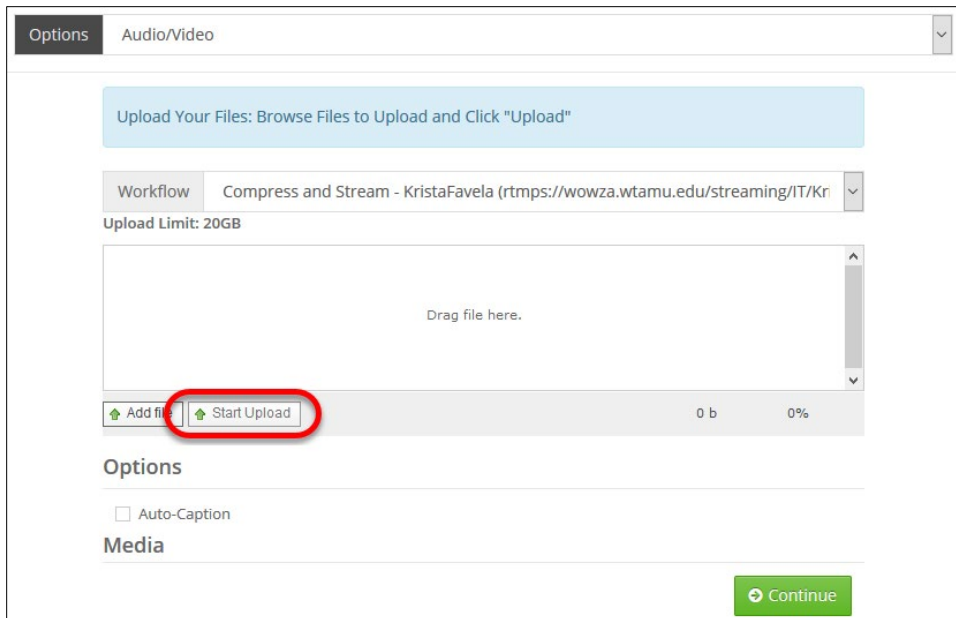 Options Audio/Video
Upload Your Files: Browse Files to Upload and Click "Upload"
Workflow Compress and Stream - KristaFavela (rtmps://wowza.wtamu.edu/streaming/IT/Kri
Upload Limit: 20GB
Drag file here.
Add file Start Upload 0 b 0%
Options
Auto-Caption
Media
Continue